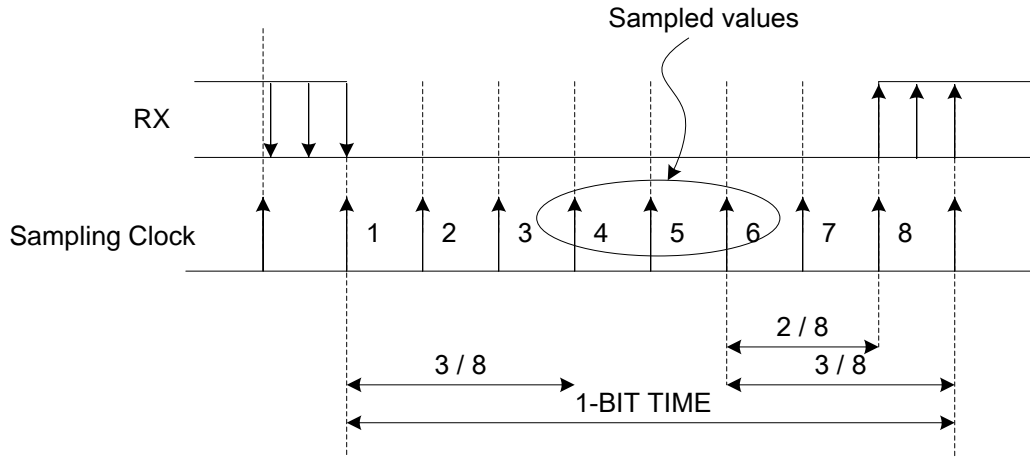 Sampled values
RX
Sampling Clock
1 2 3 4 5 6 7 8
2 / 8
3 / 8 3 / 8
1-BIT TIME